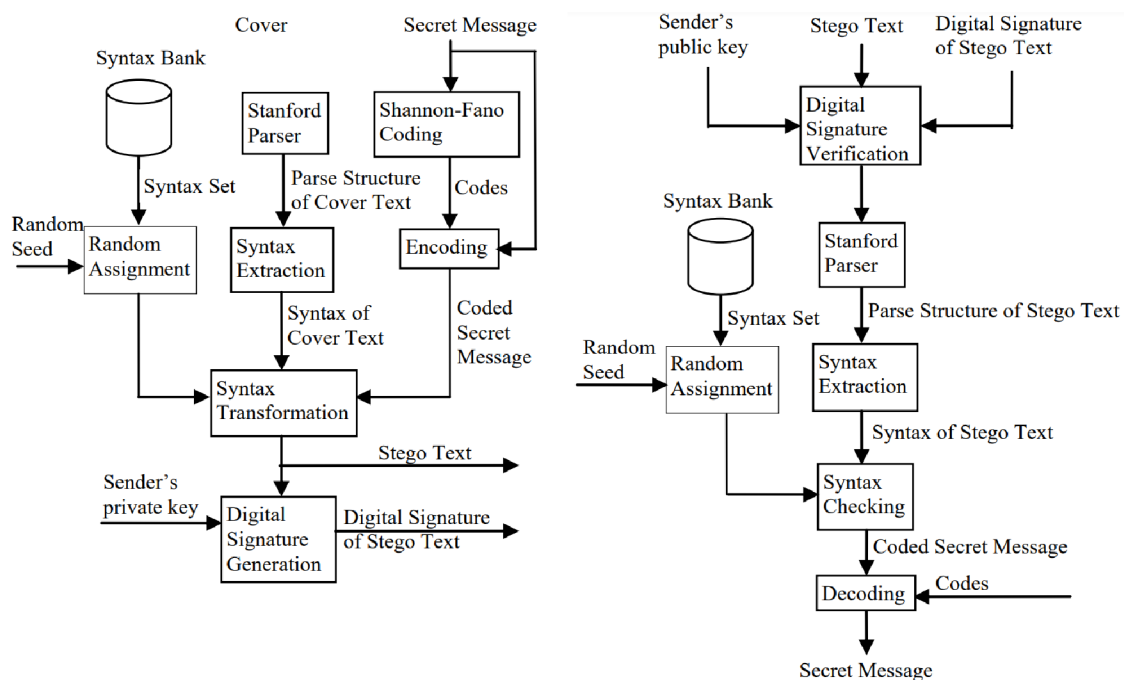 Cover
Secret Message
Syntax Bank
Stanford
Parser
Shannon-Fano
Coding
Syntax Set
Parse Structure
of Cover Text
Codes
Random
Seed
Random
Assignment
Syntax
Extraction
Encoding
Syntax of
Cover Text
Coded
Secret
Message
Syntax
Transformation
Stego Text
Sender's
private key
Digital
Signature
Generation
Digital Signature
of Stego Text
Sender's
public key
Stego Text
Digital Signature
of Stego Text
Digital
Signature
Verification
Syntax Bank
Stanford
Parser
Syntax Set
Parse Structure of Stego Text
Random
Seed
Random
Assignment
Syntax
Extraction
Syntax of Stego Text
Syntax
Checking
Coded Secret Message
Decoding
Codes
Secret Message